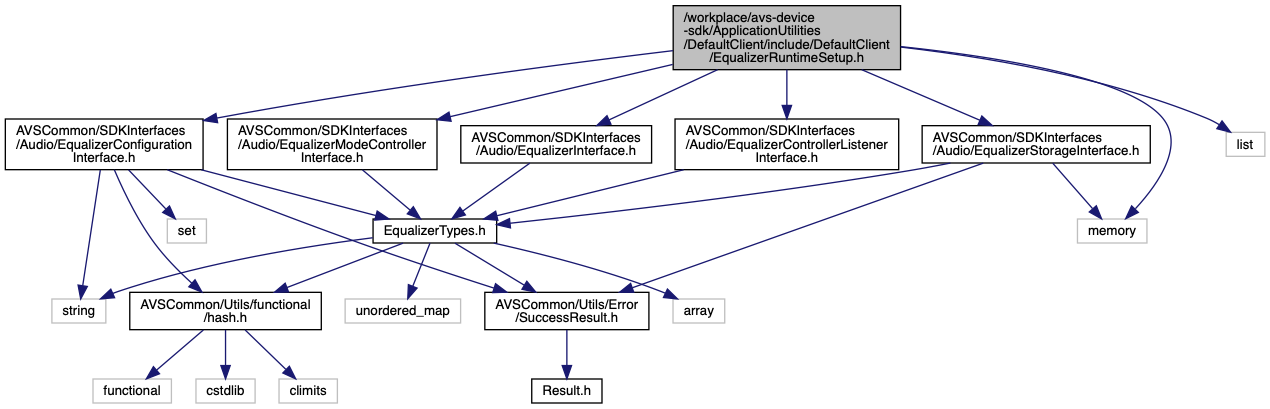 /workplace/avs-device
-sdk/ApplicationUtilities
/DefaultClient/include/DefaultClient
/EqualizerRuntimeSetup.h
AVSCommon/SDKInterfaces
/Audio/EqualizerConfiguration
Interface.h
AVSCommon/SDKInterfaces
/Audio/EqualizerModeController
Interface.h
AVSCommon/SDKInterfaces
/Audio/EqualizerInterface.h
AVSCommon/SDKInterfaces
/Audio/EqualizerControllerListener
Interface.h
AVSCommon/SDKInterfaces
/Audio/EqualizerStorageInterface.h
list
set
EqualizerTypes.h
memory
string
AVSCommon/Utils/functional
/hash.h
unordered_map
AVSCommon/Utils/Error
/SuccessResult.h
array
functional
cstdlib
climits
Result.h